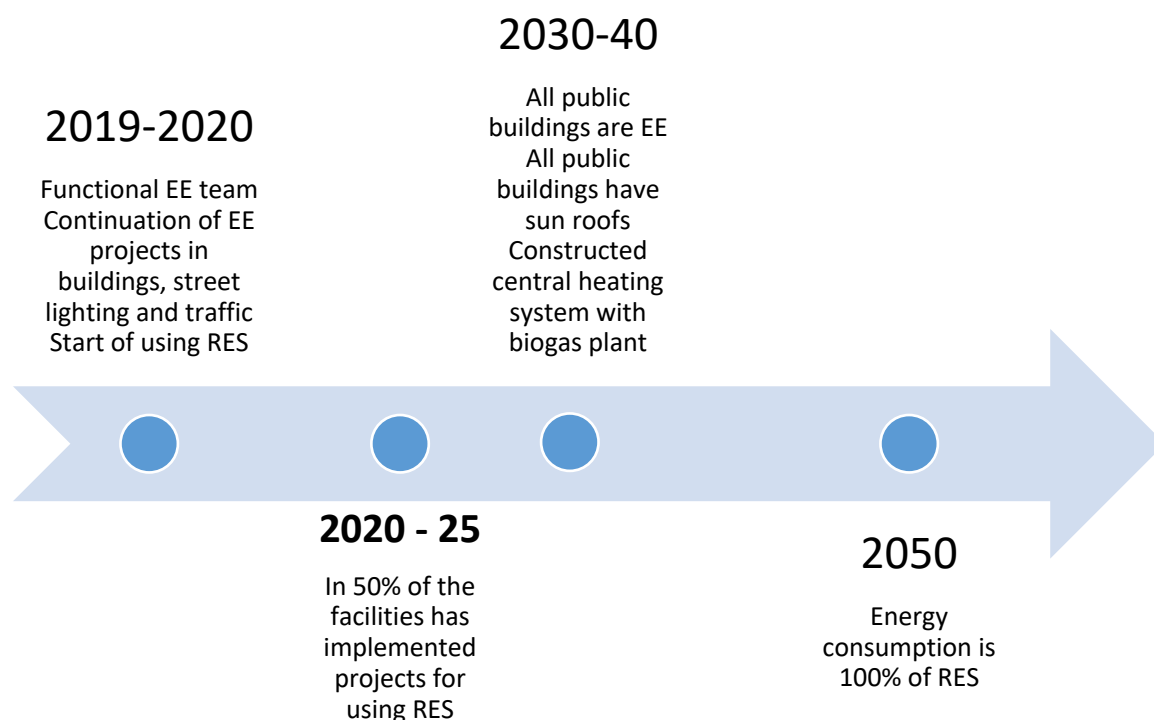 2019-2020
Functional EE team
Continuation of EE
projects in
buildings, street
lighting and traffic
Start of using RES
2020 - 25
In 50% of the
facilities has
implemented
projects for
using RES
2030-40
All public
buildings are EE
All public
buildings have
sun roofs
Constructed
central heating
system with
biogas plant
2050
Energy
consumption is
100% of RES